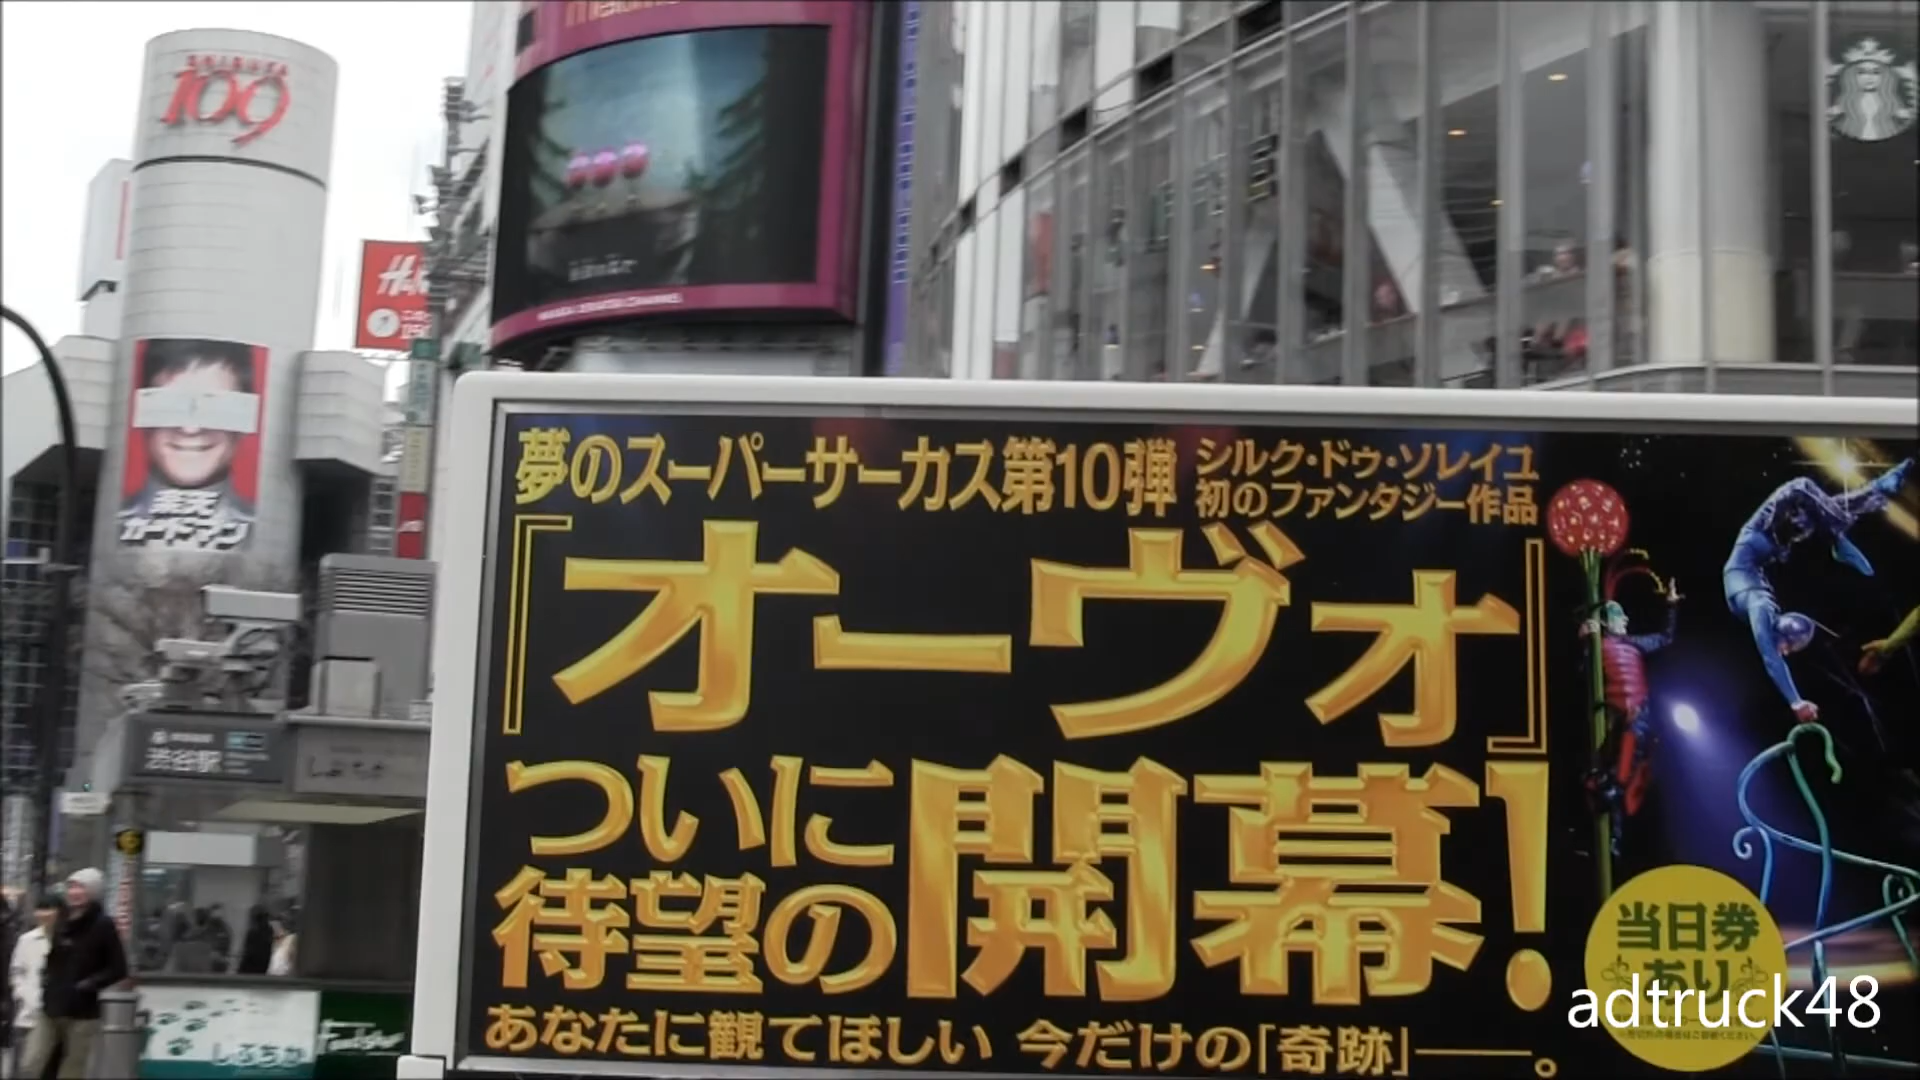 SHIBUYA
109
楽天
カードマン
渋谷駅
しぶちか
夢のスーパーサーカス第10弾
シルク・ドゥ・ソレイユ
初のファンタジー作品
『オーヴォ』
ついに
待望の
開幕!
あなたに観てほしい 今だけの「奇跡」――。
当日券
あり
adtruck48